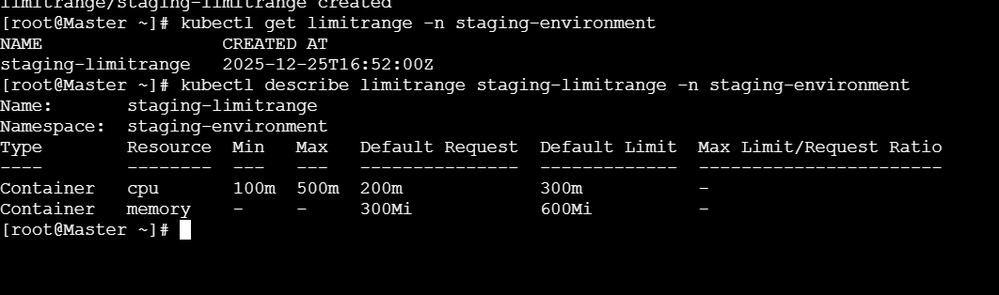 limitrange/staging-limitrange created
[root@Master ~]# kubectl get limitrange -n staging-environment
NAME                 CREATED AT
staging-limitrange   2025-12-25T16:52:00Z
[root@Master ~]# kubectl describe limitrange staging-limitrange -n staging-environment
Name:       staging-limitrange
Namespace:  staging-environment
Type        Resource  Min   Max   Default Request  Default Limit  Max Limit/Request Ratio
----        --------  ---   ---   ---------------  -------------  -----------------------
Container   cpu       100m  500m  200m             300m           -
Container   memory    -     -     300Mi            600Mi          -
[root@Master ~]#